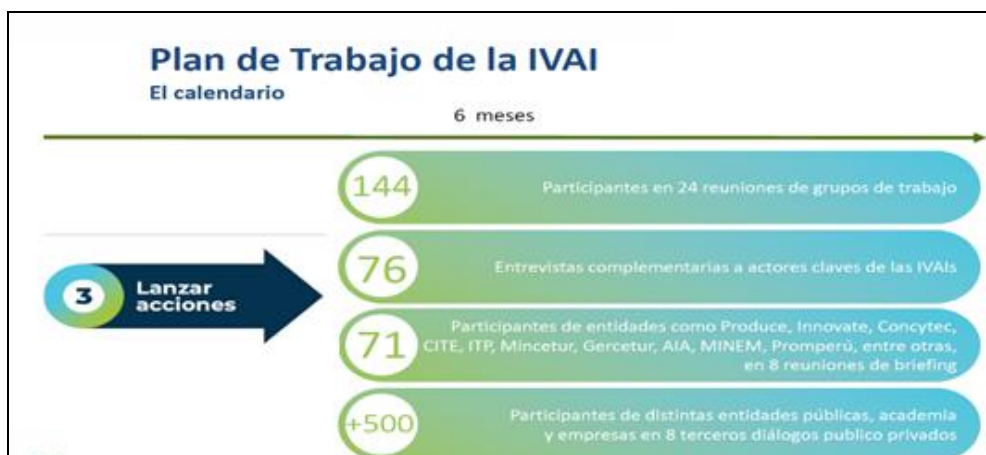 Plan de Trabajo de la IVAI
El calendario
6 meses
144
Participantes en 24 reuniones de grupos de trabajo
3
Lanzar
acciones
76
Entrevistas complementarias a actores claves de las IVAIs
71
Participantes de entidades como Produce, Innovate, Concytec,
CITE, ITP, Mincetur, Gercetur, AIA, MINEM, Promperú, entre otras,
en 8 reuniones de briefing
+500
Participantes de distintas entidades públicas, academia
y empresas en 8 terceros diálogos publico privados